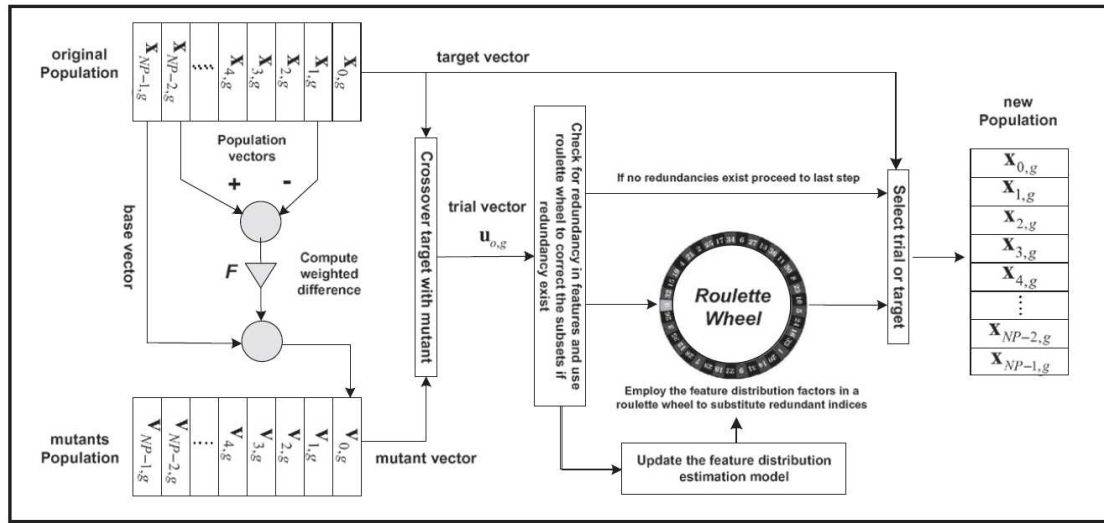 original
Population
X_{NP-1,g}
X_{NP-2,g}
.....
X_{4,g}
X_{3,g}
X_{2,g}
X_{1,g}
X_{0,g}
target vector
Population
vectors
+
-
base vector
F
Compute
weighted
difference
mutants
Population
V_{NP-1,g}
V_{NP-2,g}
....
V_{4,g}
V_{3,g}
V_{2,g}
V_{1,g}
V_{0,g}
mutant vector
Crossover target with mutant
trial vector
u_{o,g}
Check for redundancy in features and use
roulette wheel to correct the subsets if
redundancy exist
If no redundancies exist proceed to last step
Roulette
Wheel
Employ the feature distribution factors in a
roulette wheel to substitute redundant indices
Update the feature distribution
estimation model
Select trial or target
new
Population
X_{0,g}
X_{1,g}
X_{2,g}
X_{3,g}
X_{4,g}
⋮
X_{NP-2,g}
X_{NP-1,g}